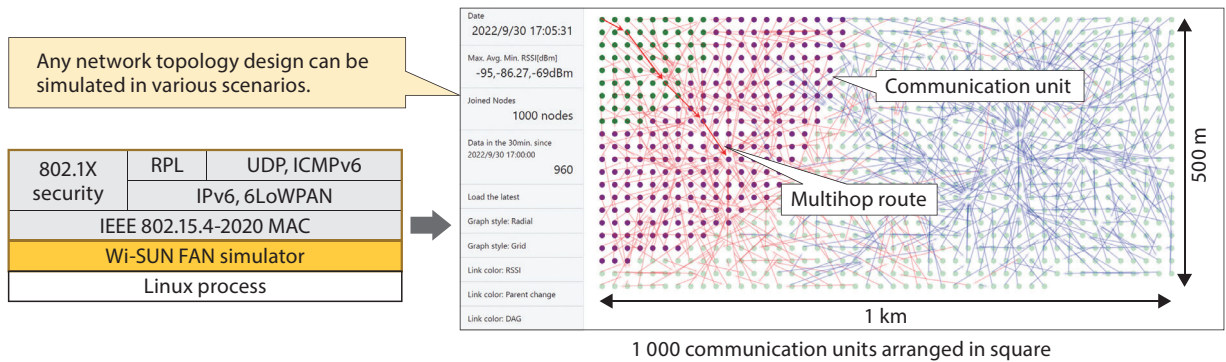 Any network topology design can be
simulated in various scenarios.
802.1X
security
RPL
UDP, ICMPv6
IPv6, 6LoWPAN
IEEE 802.15.4-2020 MAC
Wi-SUN FAN simulator
Linux process
Date
2022/9/30 17:05:31
Max. Avg. Min. RSSI[dBm]
-95,-86.27,-69dBm
Joined Nodes
1000 nodes
Data in the 30min. since
2022/9/30 17:00:00
960
Load the latest
Graph style: Radial
Graph style: Grid
Link color: RSSI
Link color: Parent change
Link color: DAG
Communication unit
Multihop route
500 m
1 km
1 000 communication units arranged in square